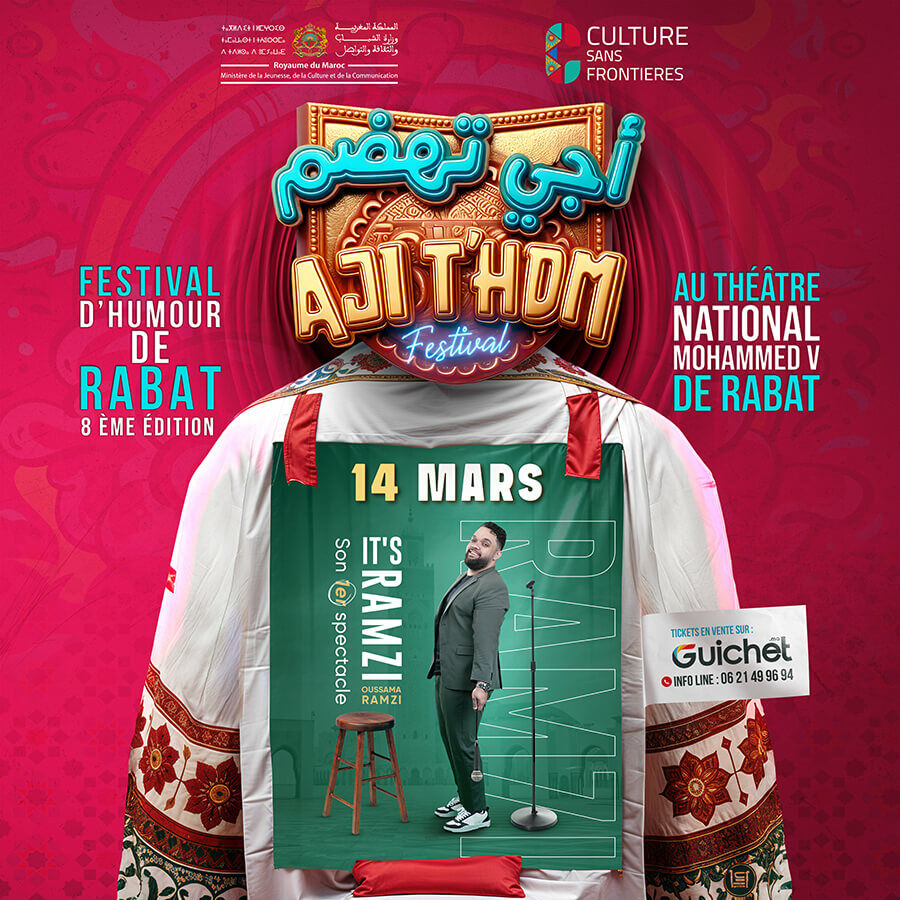 المملكة المغربية
وزارة الشباب
والثقافة والتواصل
Royaume du Maroc
Ministère de la Jeunesse, de la Culture et de la Communication
CULTURE
SANS
FRONTIERES
أجي تهضم
AJI T'HDM
Festival
FESTIVAL
D'HUMOUR
DE
RABAT
8 ÈME ÉDITION
AU THÉÂTRE
NATIONAL
MOHAMMED V
DE RABAT
14 MARS
IT'S
RAMZI
OUSSAMA
RAMZI
Son 1er spectacle
RAMZI
TICKETS EN VENTE SUR :
Guichet.ma
INFO LINE : 06 21 49 96 94